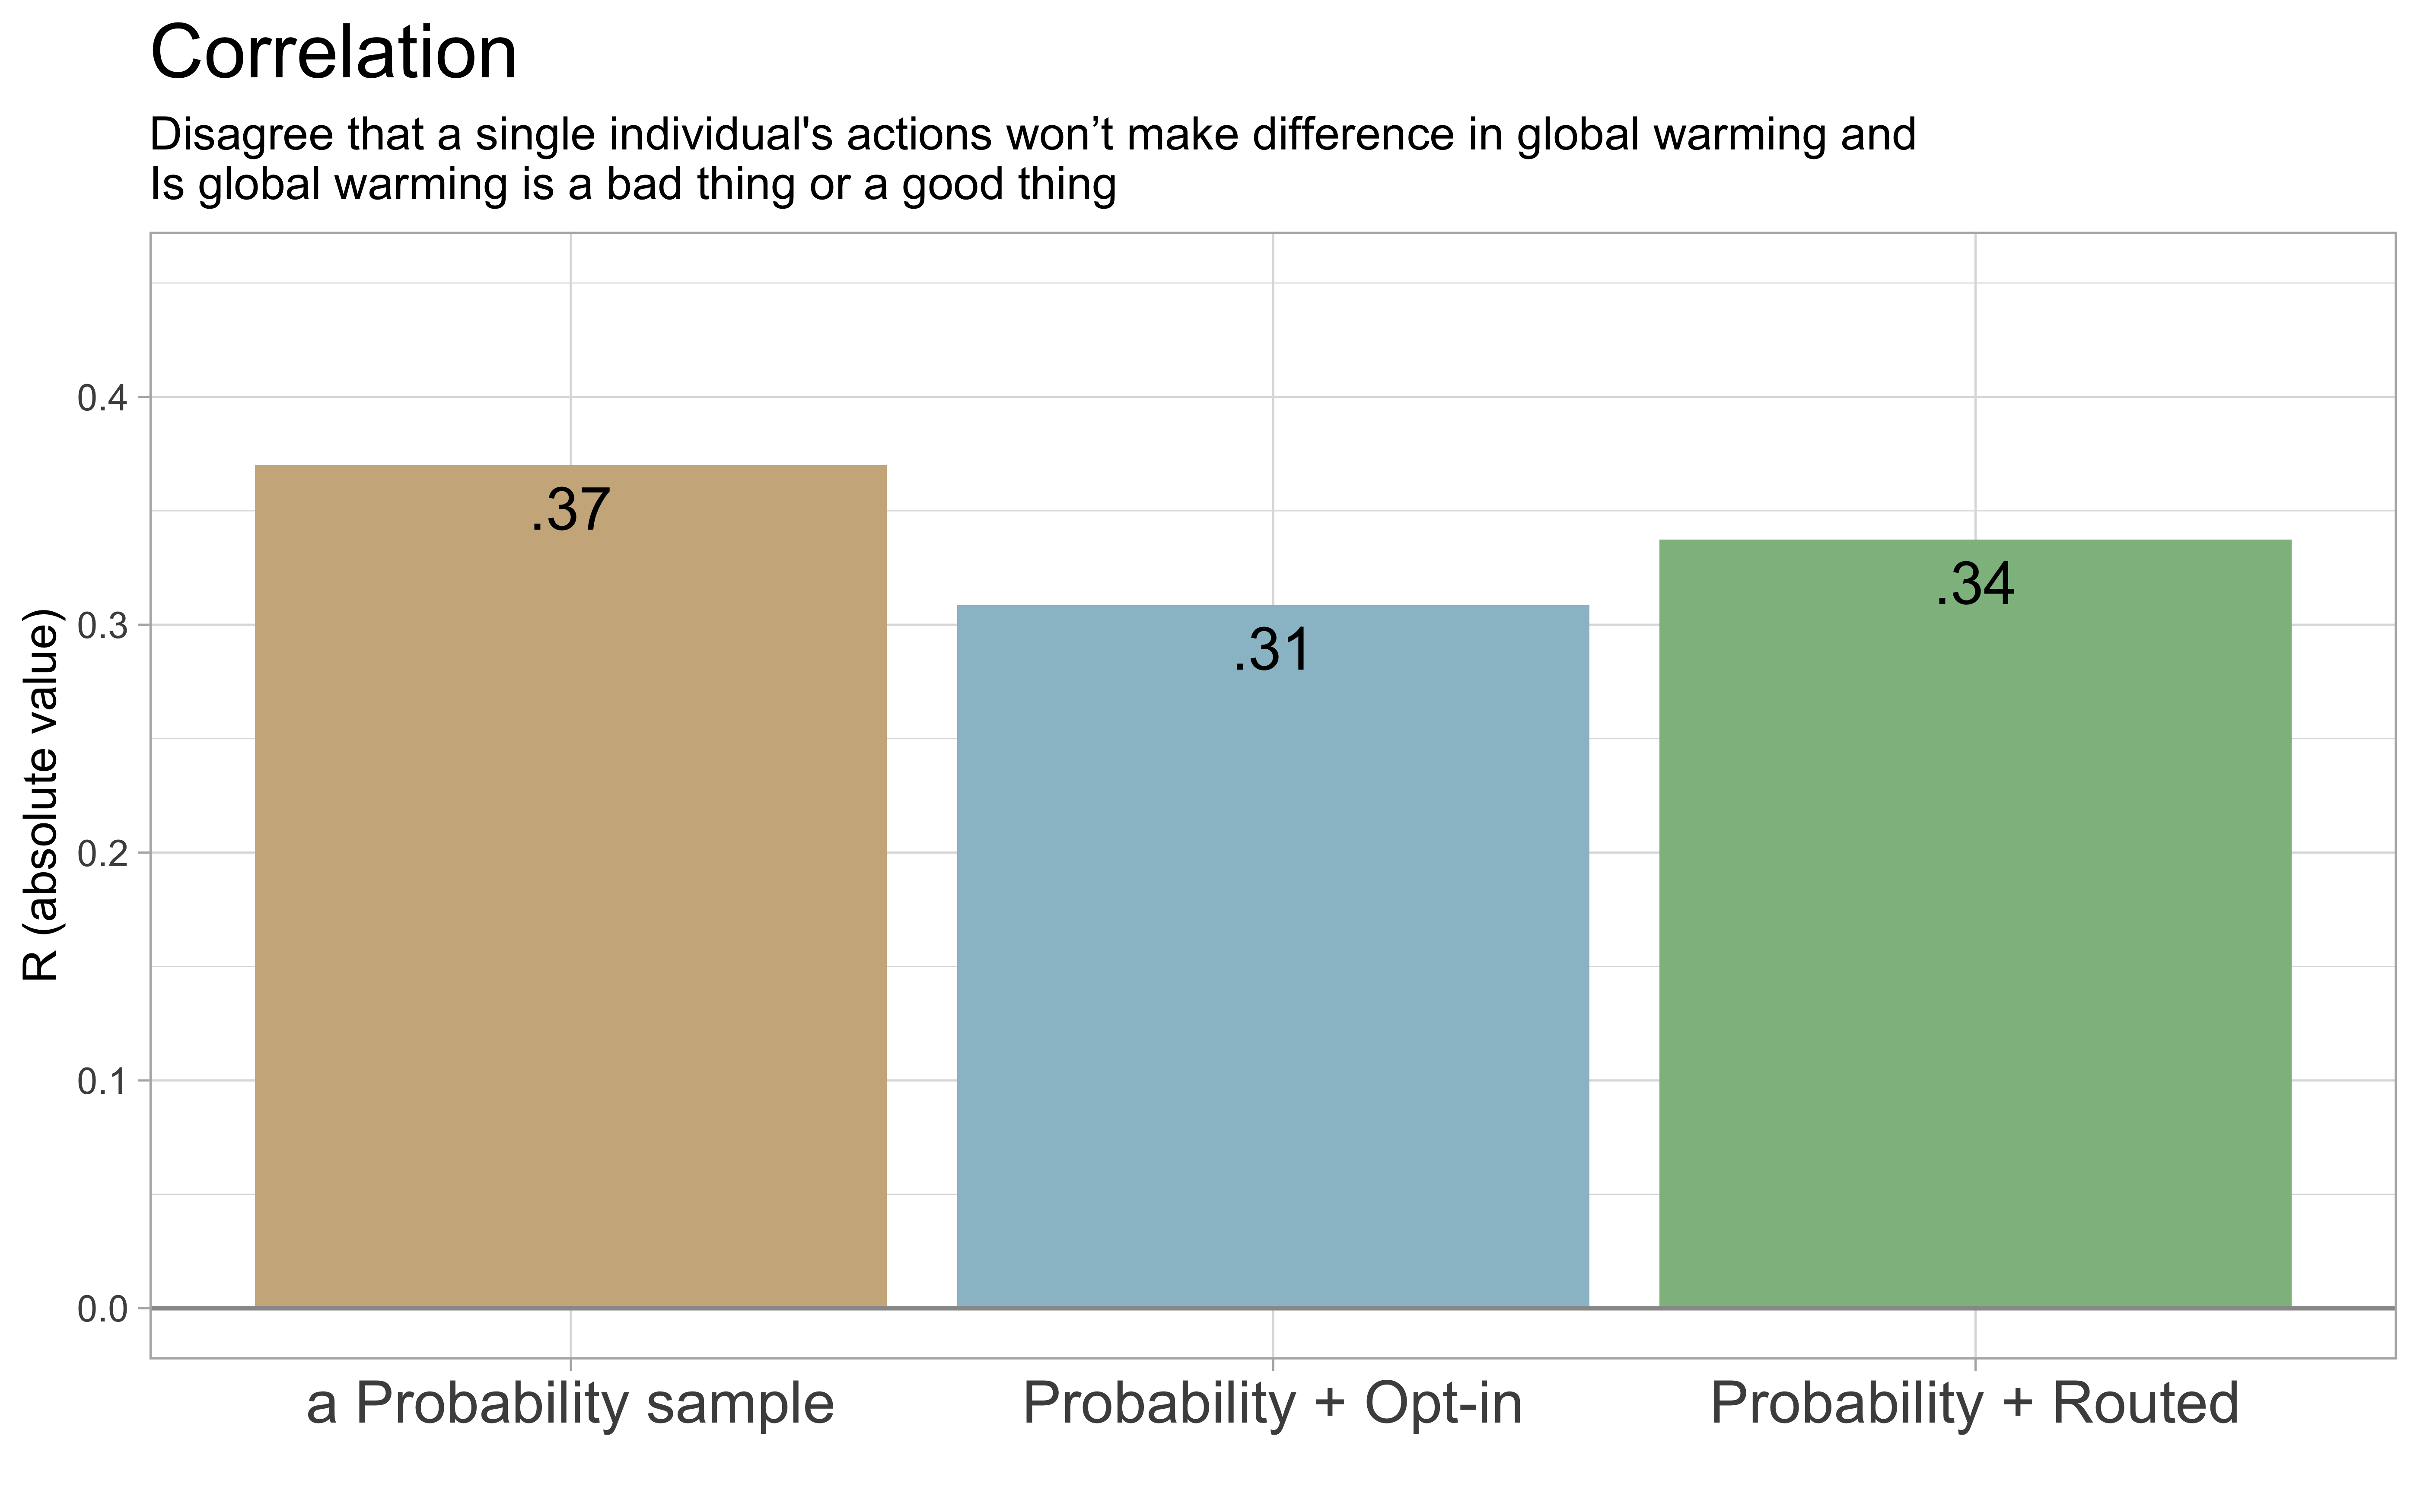 Correlation
Disagree that a single individual's actions won’t make difference in global warming and
Is global warming is a bad thing or a good thing
R (absolute value)
0.4
0.3
0.2
0.1
0.0
.37
.31
.34
a Probability sample
Probability + Opt-in
Probability + Routed